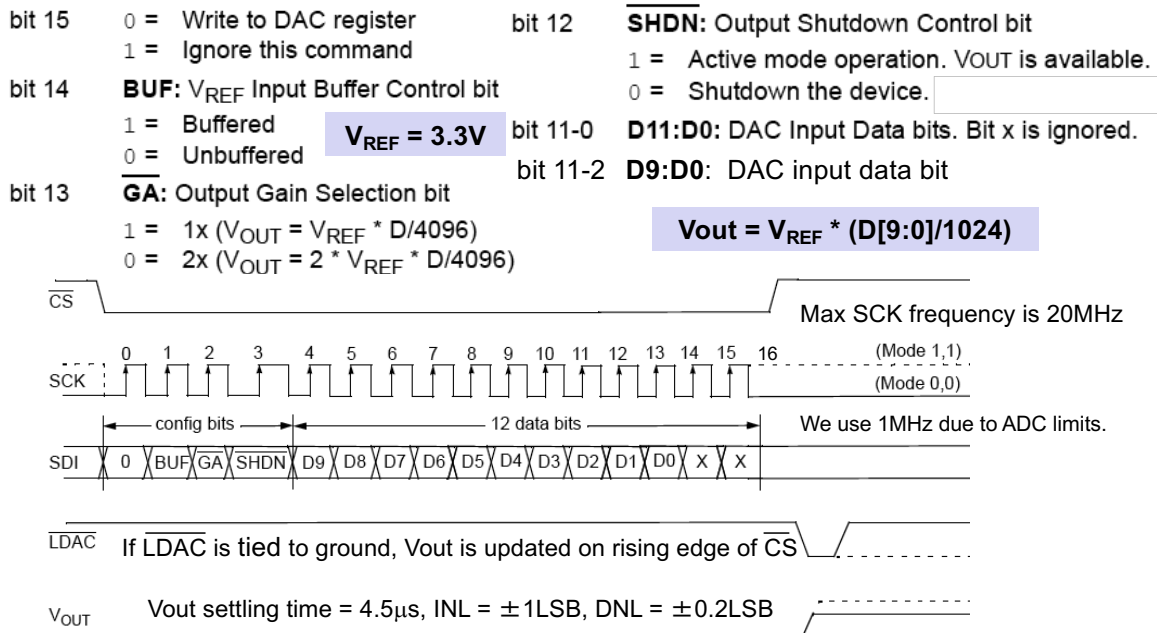 bit 15 0 = Write to DAC register
1 = Ignore this command
bit 14 BUF: VREF Input Buffer Control bit
1 = Buffered
0 = Unbuffered
VREF = 3.3V
bit 13 GA: Output Gain Selection bit
1 = 1x (VOUT = VREF * D/4096)
0 = 2x (VOUT = 2 * VREF * D/4096)
bit 12 SHDN: Output Shutdown Control bit
1 = Active mode operation. VOUT is available.
0 = Shutdown the device.
bit 11-0 D11:D0: DAC Input Data bits. Bit x is ignored.
bit 11-2 D9:D0: DAC input data bit
Vout = VREF * (D[9:0]/1024)
CS
Max SCK frequency is 20MHz
0 1 2 3 4 5 6 7 8 9 10 11 12 13 14 15 16 (Mode 1,1)
SCK (Mode 0,0)
config bits 12 data bits We use 1MHz due to ADC limits.
SDI 0 BUF GA SHDN D9 D8 D7 D6 D5 D4 D3 D2 D1 D0 X X
LDAC If LDAC is tied to ground, Vout is updated on rising edge of CS
VOUT Vout settling time = 4.5μs, INL = ±1LSB, DNL = ±0.2LSB